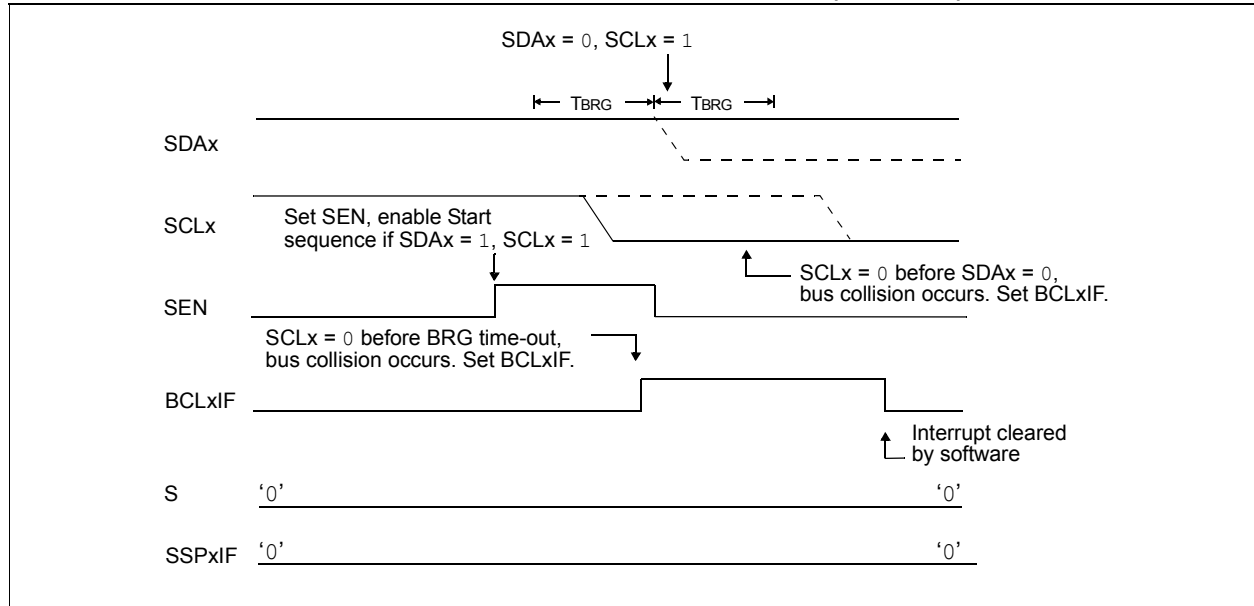 SDAx = 0, SCLx = 1
TBRG TBRG
SDAx
SCLx
Set SEN, enable Start
sequence if SDAx = 1, SCLx = 1
SCLx = 0 before SDAx = 0,
bus collision occurs. Set BCLxIF.
SEN
SCLx = 0 before BRG time-out,
bus collision occurs. Set BCLxIF.
BCLxIF
Interrupt cleared
by software
S ‘0’ ‘0’
SSPxIF ‘0’ ‘0’